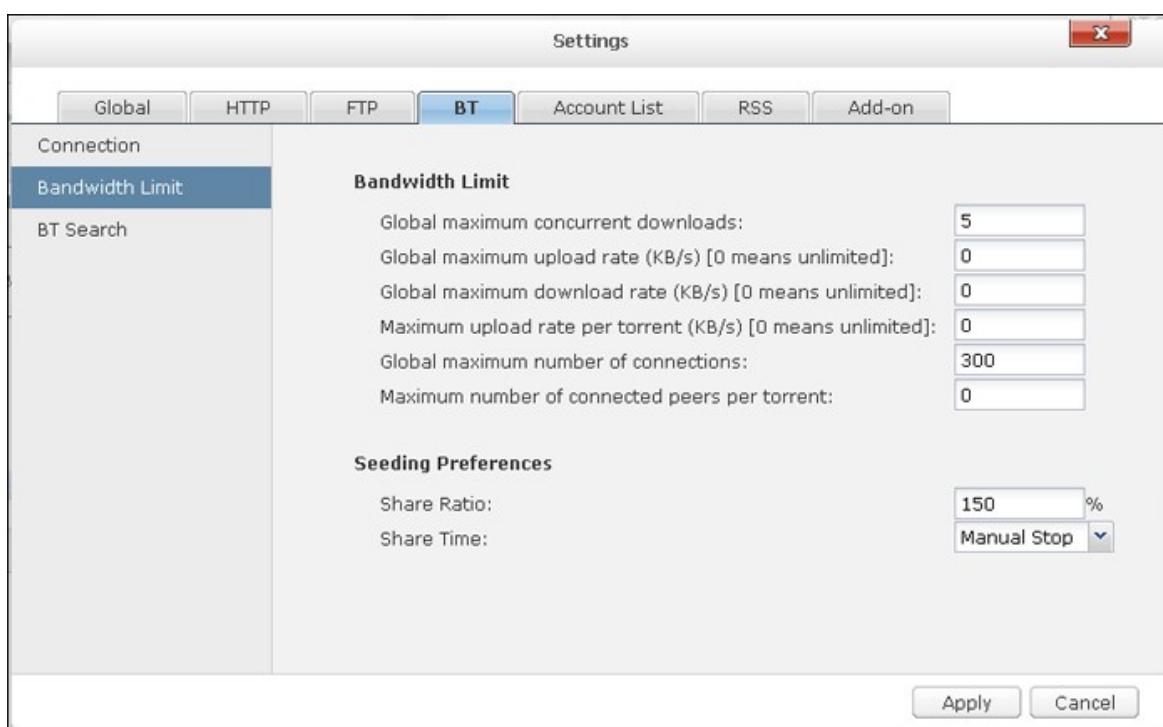 Settings
x
Global HTTP FTP BT Account List RSS Add-on
Connection
Bandwidth Limit
BT Search
Bandwidth Limit
Global maximum concurrent downloads: 5
Global maximum upload rate (KB/s) [0 means unlimited]: 0
Global maximum download rate (KB/s) [0 means unlimited]: 0
Maximum upload rate per torrent (KB/s) [0 means unlimited]: 0
Global maximum number of connections: 300
Maximum number of connected peers per torrent: 0
Seeding Preferences
Share Ratio: 150 %
Share Time: Manual Stop
Apply Cancel